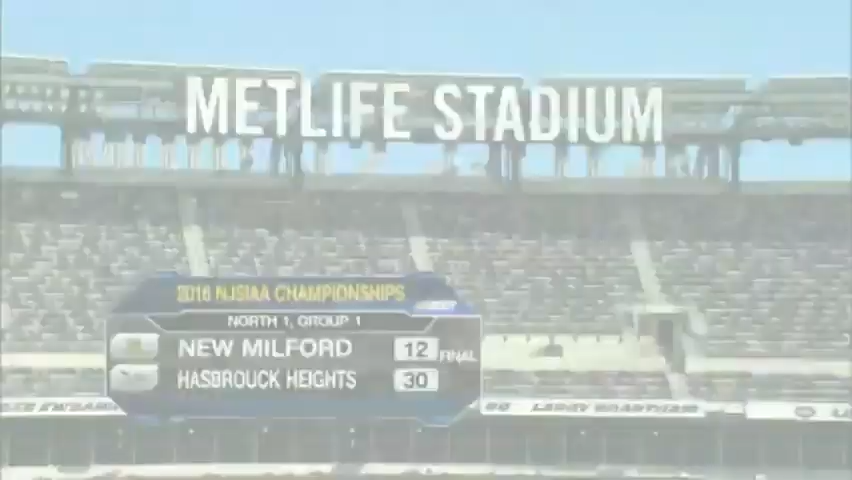 METLIFE STADIUM
2016 NJSIAA CHAMPIONSHIPS
NORTH 1, GROUP 1
NEW MILFORD 12
FINAL
HASBROUCK HEIGHTS 30